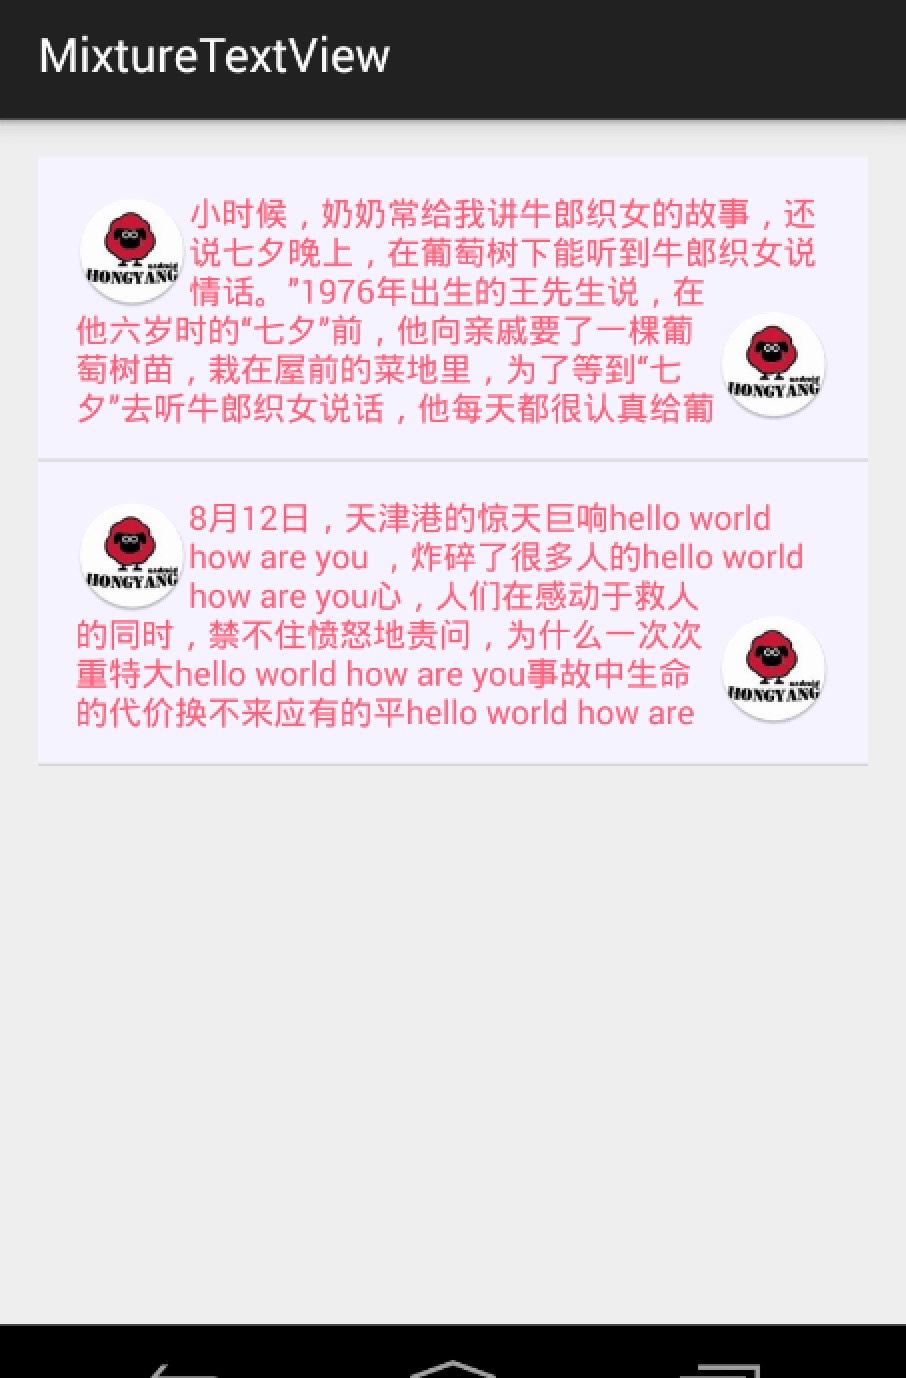 MixtureTextView
小时候，奶奶常给我讲牛郎织女的故事，还
说七夕晚上，在葡萄树下能听到牛郎织女说
情话。”1976年出生的王先生说，在
他六岁时的“七夕”前，他向亲戚要了一棵葡
萄树苗，栽在屋前的菜地里，为了等到“七
夕”去听牛郎织女说话，他每天都很认真给葡
android
HONGYANG
android
HONGYANG
8月12日，天津港的惊天巨响hello world
how are you ，炸碎了很多人的hello world
how are you心，人们在感动于救人
的同时，禁不住愤怒地责问，为什么一次次
重特大hello world how are you事故中生命
的代价换不来应有的平hello world how are
android
HONGYANG
android
HONGYANG